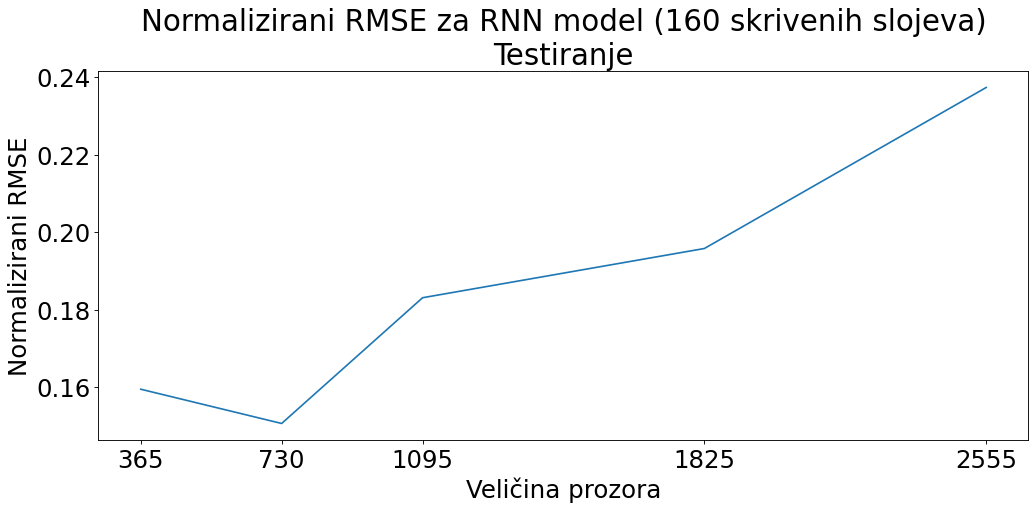 Normalizirani RMSE za RNN model (160 skrivenih slojeva)
Testiranje
Normalizirani RMSE
0.24
0.22
0.20
0.18
0.16
365 730 1095 1825 2555
Veličina prozora